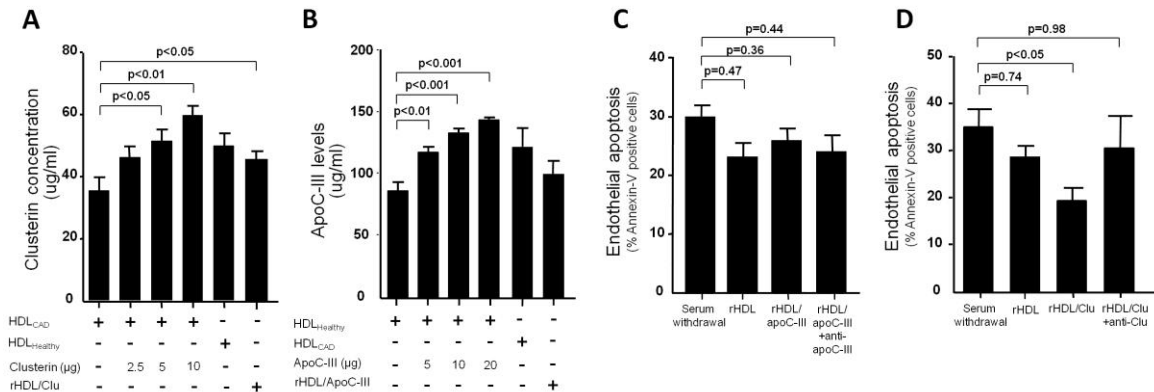 A
Clusterin concentration
(ug/ml)
80
60
40
20
0
p<0.05
p<0.01
p<0.05
HDLCAD + + + + - -
HDLHealthy - - - - + -
Clusterin (µg) - 2.5 5 10 - -
rHDL/Clu - - - - - +
B
ApoC-III levels
(ug/ml)
200
150
100
50
0
p<0.001
p<0.001
p<0.01
HDLHealthy + + + + - -
HDLCAD - - - - + -
ApoC-III (µg) - 5 10 20 - -
rHDL/ApoC-III - - - - - +
C
Endothelial apoptosis
(% Annexin-V positive cells)
40
30
20
10
0
p=0.44
p=0.36
p=0.47
Serum withdrawal
rHDL
rHDL/
apoC-III
rHDL/
apoC-III
+anti-
apoC-III
D
Endothelial apoptosis
(% Annexin-V positive cells)
50
40
30
20
10
0
p=0.98
p<0.05
p=0.74
Serum
withdrawal
rHDL
rHDL/Clu
rHDL/Clu
+anti-Clu